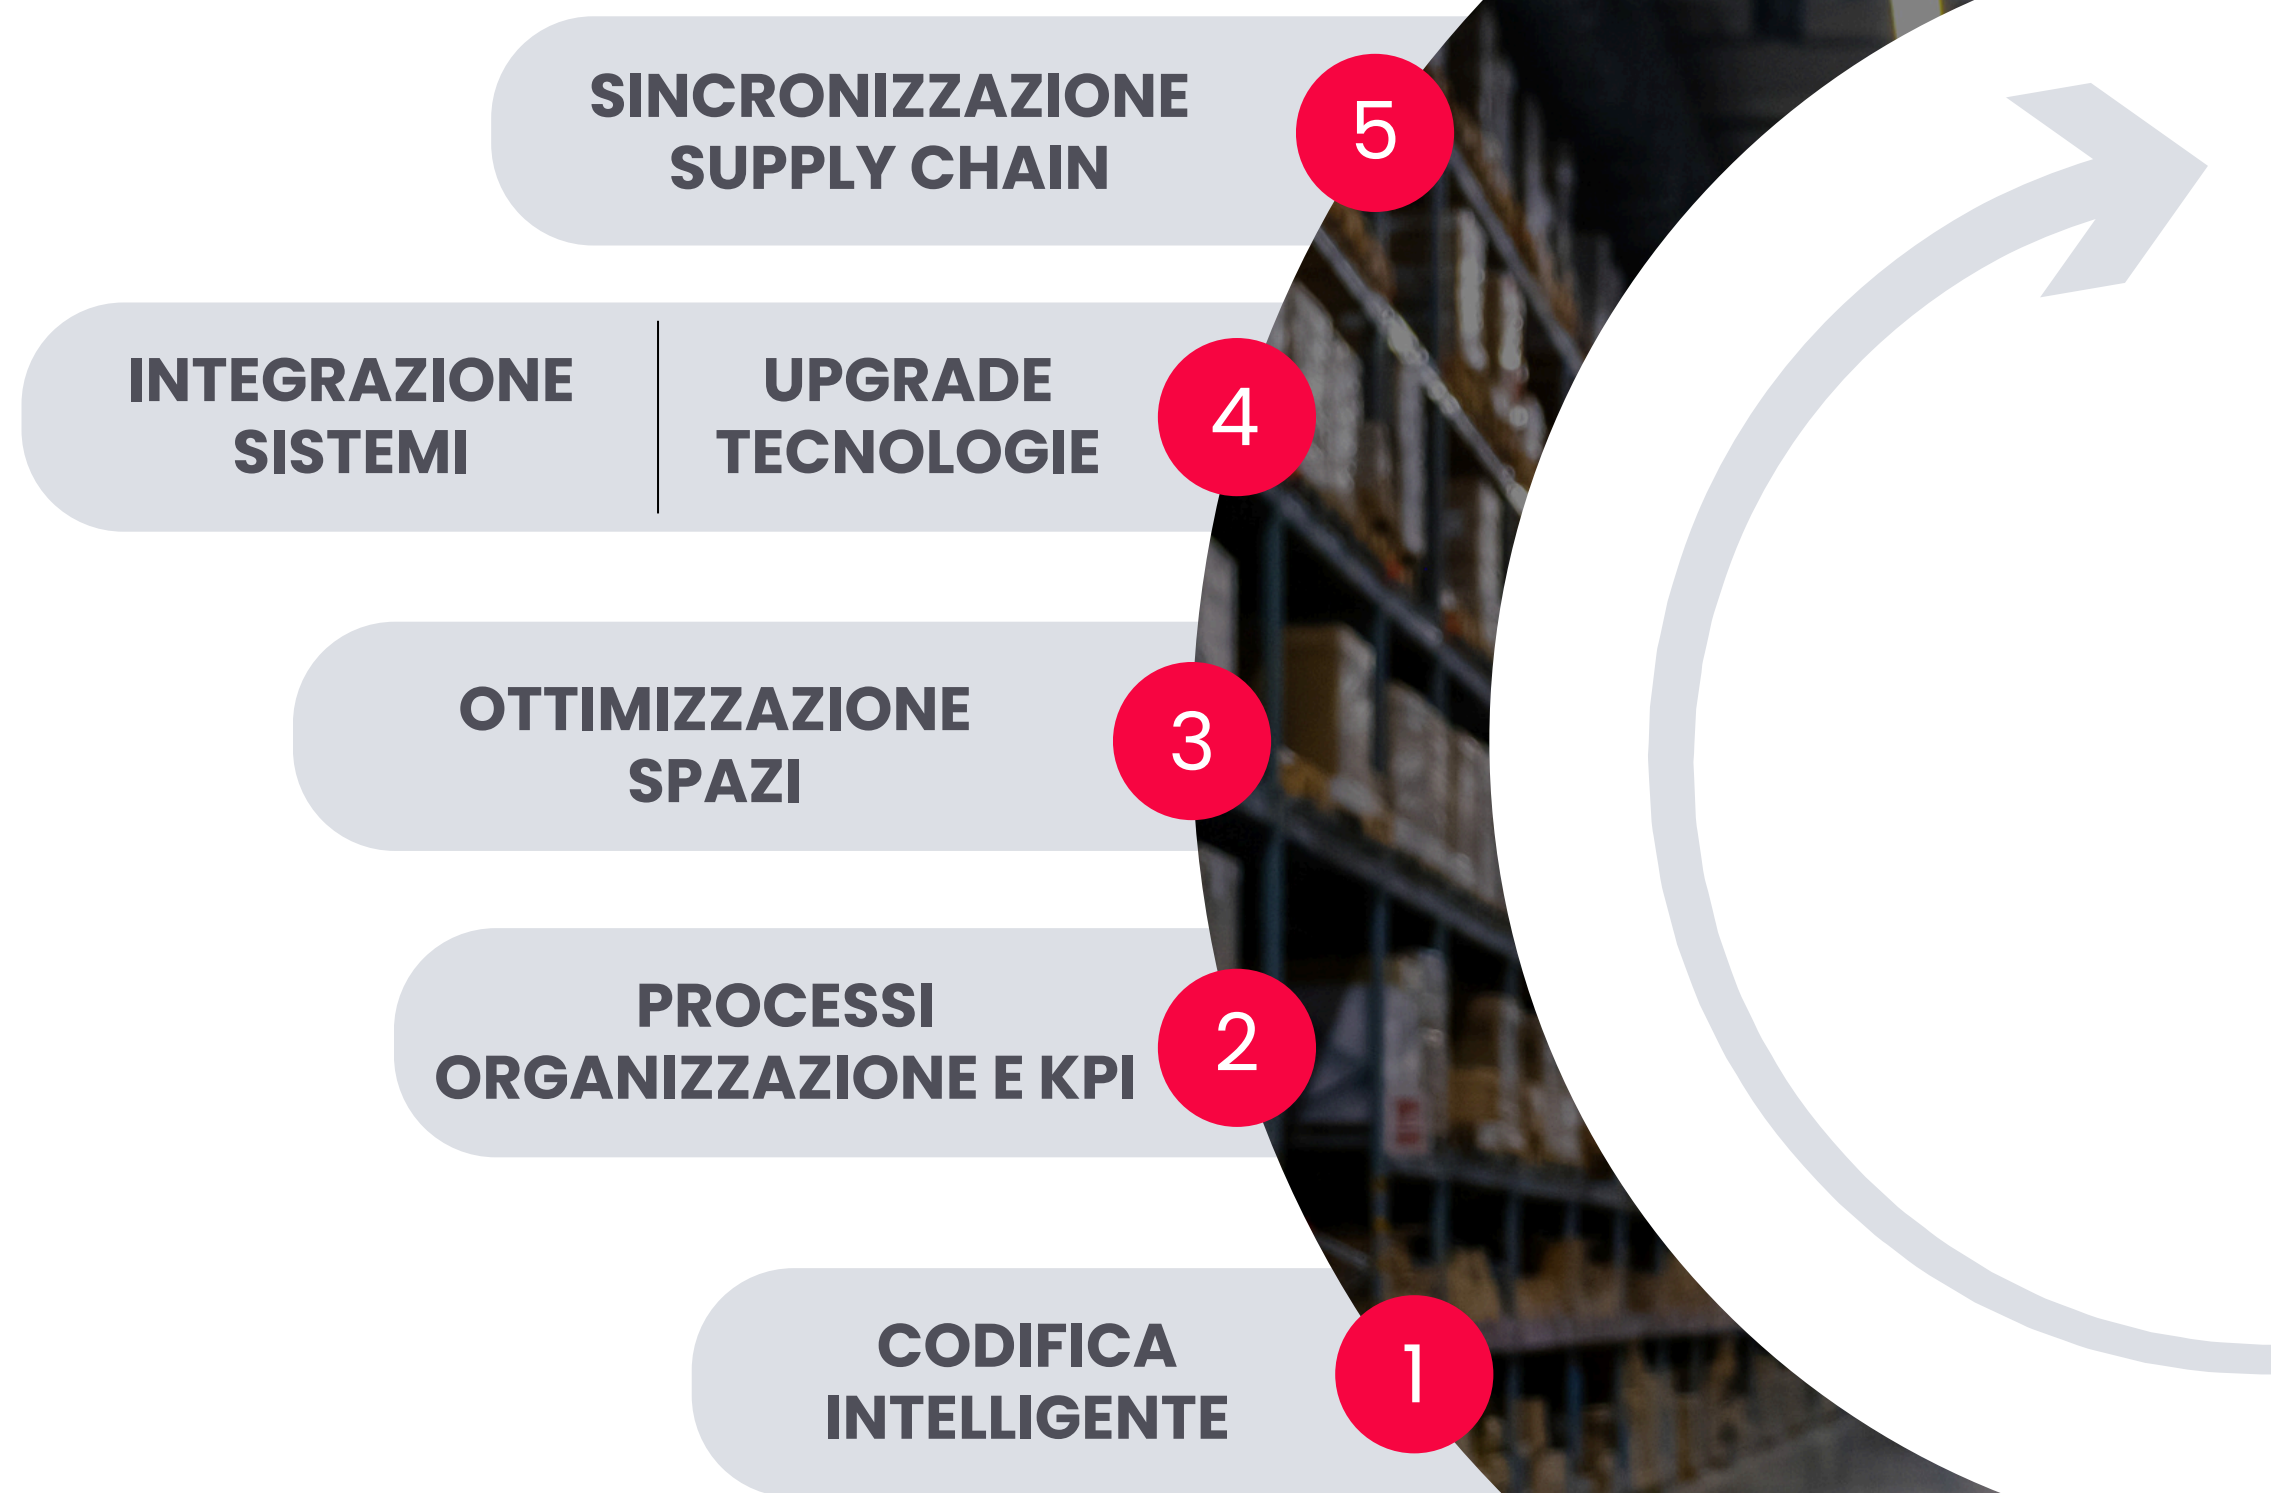 SINCRONIZZAZIONE
SUPPLY CHAIN
5
INTEGRAZIONE
SISTEMI
UPGRADE
TECNOLOGIE
4
OTTIMIZZAZIONE
SPAZI
3
PROCESSI
ORGANIZZAZIONE E KPI
2
CODIFICA
INTELLIGENTE
1